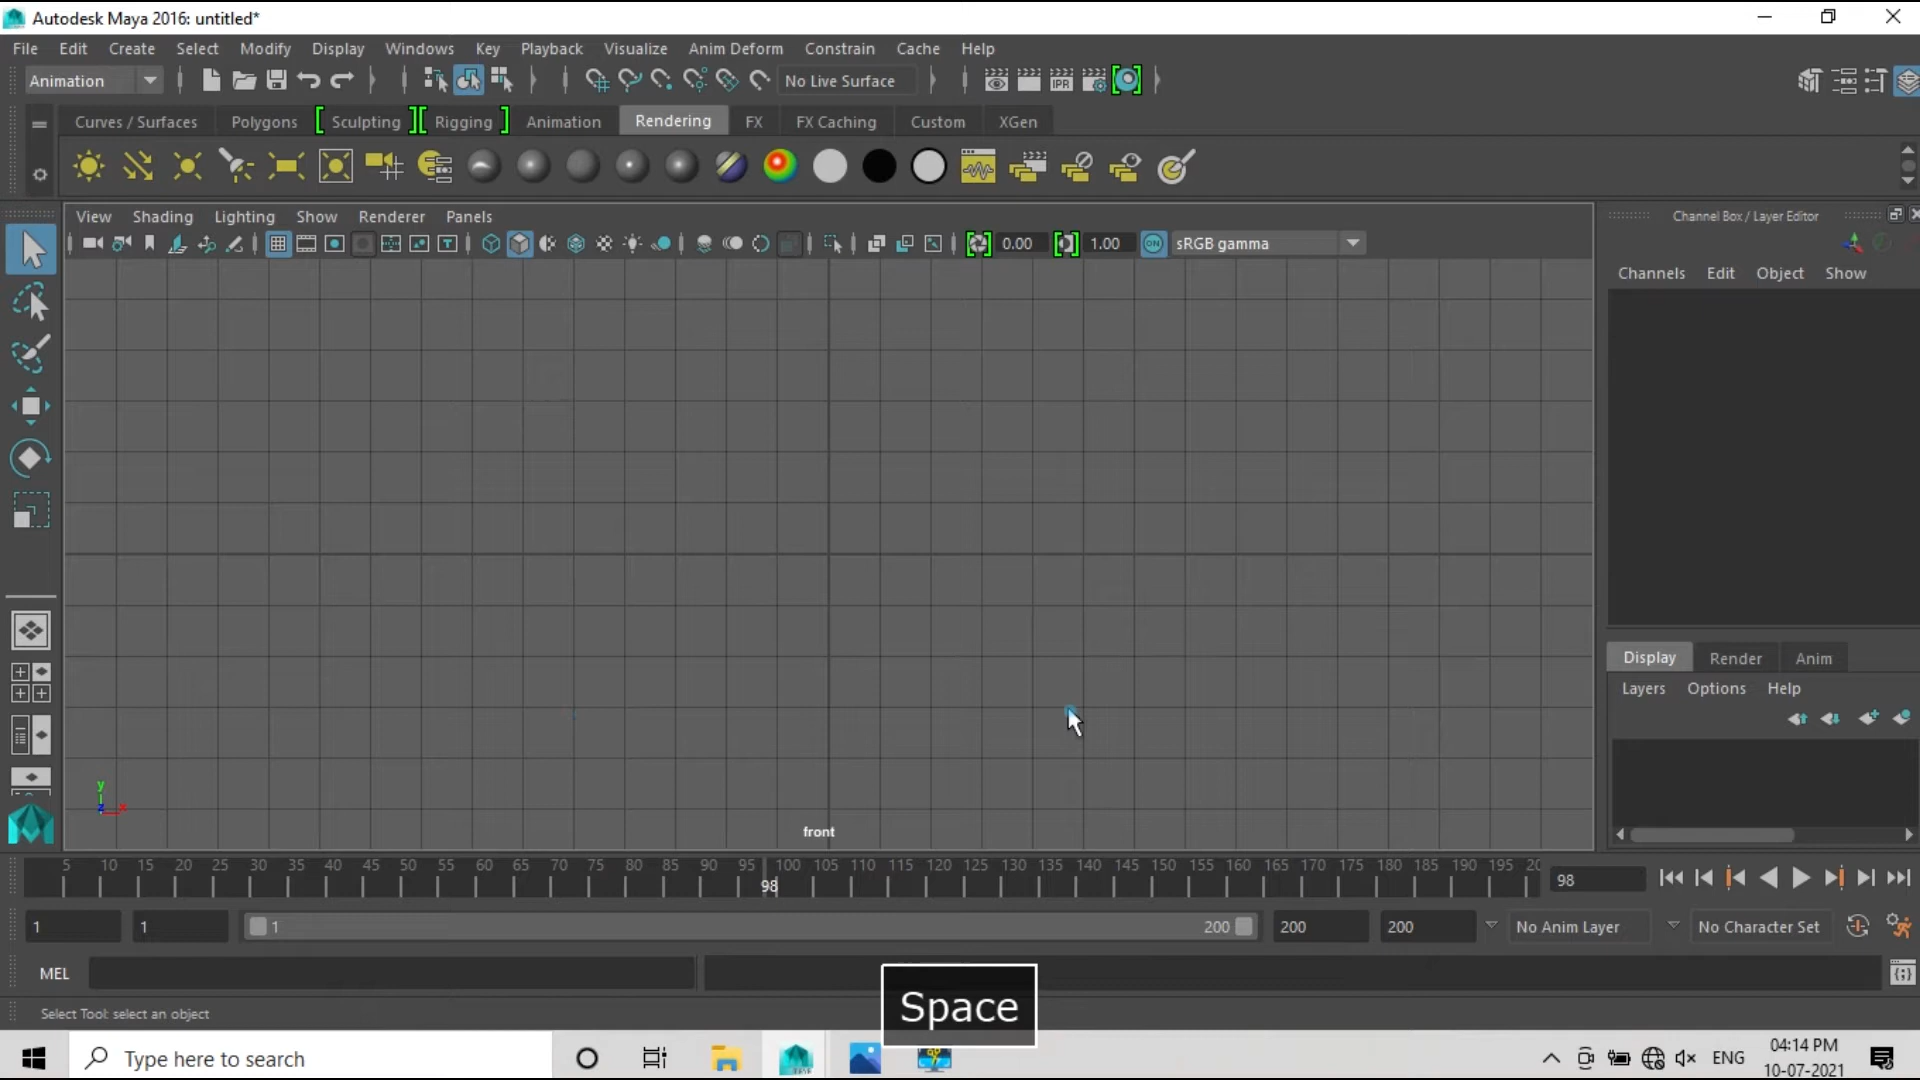 Autodesk Maya 2016: untitled*
File Edit Create Select Modify Display Windows Key Playback Visualize Anim Deform Constrain Cache Help
Animation No Live Surface IPR
Curves / Surfaces Polygons Sculpting Rigging Animation Rendering FX FX Caching Custom XGen
View Shading Lighting Show Renderer Panels
0.00 1.00 ON sRGB gamma
Channel Box / Layer Editor
Channels Edit Object Show
Display Render Anim
Layers Options Help
y
z x
front
5 10 15 20 25 30 35 40 45 50 55 60 65 70 75 80 85 90 95 100 105 110 115 120 125 130 135 140 145 150 155 160 165 170 175 180 185 190 195 20
98
98
1 1 1 200 200 200 No Anim Layer No Character Set
MEL
Space
Select Tool: select an object
Type here to search
ENG
04:14 PM
10-07-2021